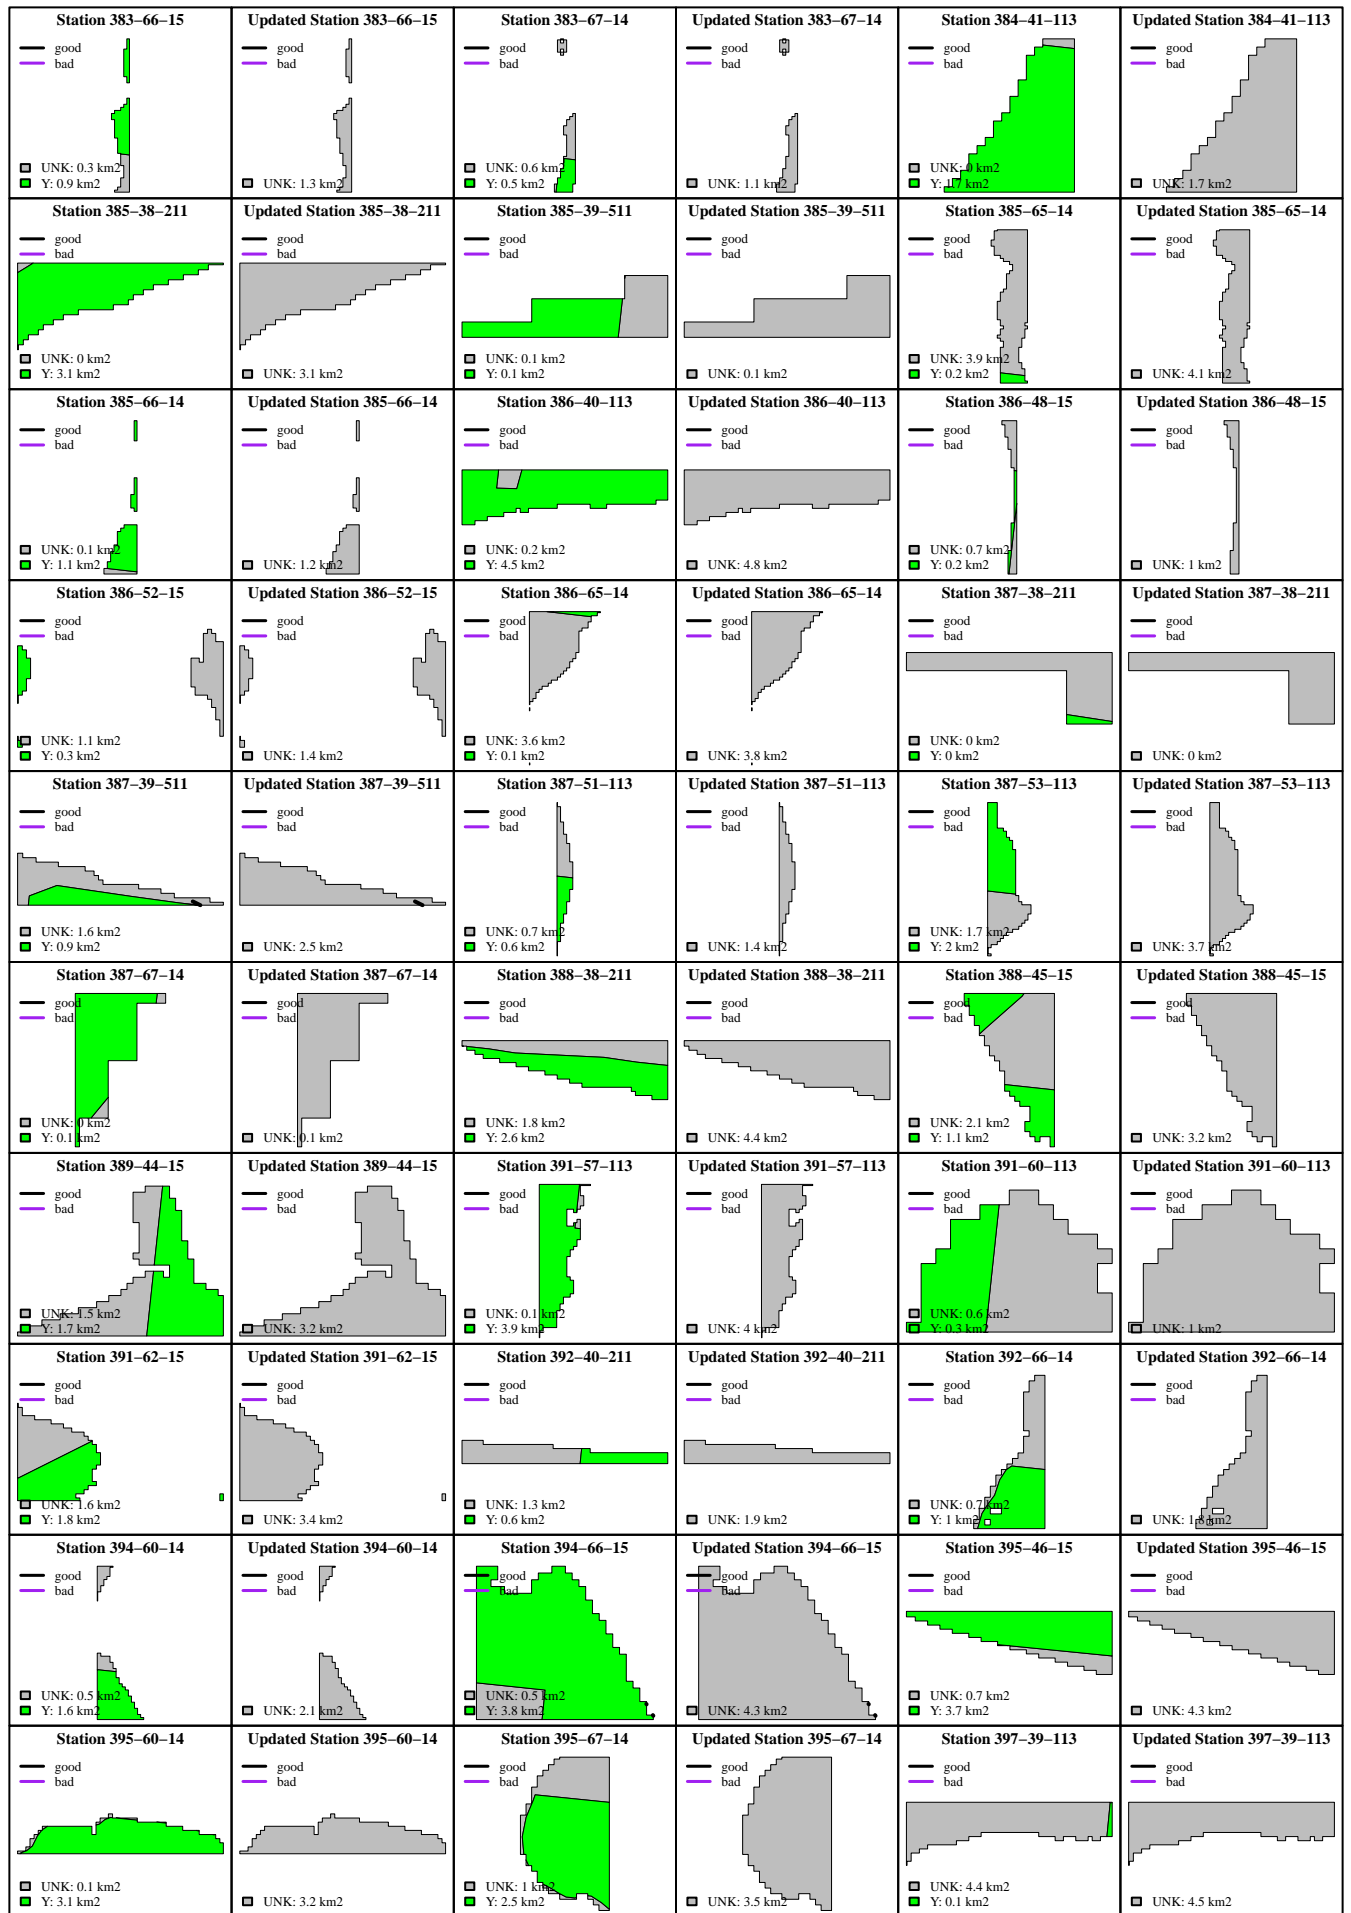 Station 383−66−15
good
bad
UNK: 0.3 km2
Y: 0.9 km2
Updated Station 383−66−15
good
bad
UNK: 1.3 km2
Station 383−67−14
good
bad
UNK: 0.6 km2
Y: 0.5 km2
Updated Station 383−67−14
good
bad
UNK: 1.1 km2
Station 384−41−113
good
bad
UNK: 0 km2
Y: 1.7 km2
Updated Station 384−41−113
good
bad
UNK: 1.7 km2
Station 385−38−211
good
bad
UNK: 0 km2
Y: 3.1 km2
Updated Station 385−38−211
good
bad
UNK: 3.1 km2
Station 385−39−511
good
bad
UNK: 0.1 km2
Y: 0.1 km2
Updated Station 385−39−511
good
bad
UNK: 0.1 km2
Station 385−65−14
good
bad
UNK: 3.9 km2
Y: 0.2 km2
Updated Station 385−65−14
good
bad
UNK: 4.1 km2
Station 385−66−14
good
bad
UNK: 0.1 km2
Y: 1.1 km2
Updated Station 385−66−14
good
bad
UNK: 1.2 km2
Station 386−40−113
good
bad
UNK: 0.2 km2
Y: 4.5 km2
Updated Station 386−40−113
good
bad
UNK: 4.8 km2
Station 386−48−15
good
bad
UNK: 0.7 km2
Y: 0.2 km2
Updated Station 386−48−15
good
bad
UNK: 1 km2
Station 386−52−15
good
bad
UNK: 1.1 km2
Y: 0.3 km2
Updated Station 386−52−15
good
bad
UNK: 1.4 km2
Station 386−65−14
good
bad
UNK: 3.6 km2
Y: 0.1 km2
Updated Station 386−65−14
good
bad
UNK: 3.8 km2
Station 387−38−211
good
bad
UNK: 0 km2
Y: 0 km2
Updated Station 387−38−211
good
bad
UNK: 0 km2
Station 387−39−511
good
bad
UNK: 1.6 km2
Y: 0.9 km2
Updated Station 387−39−511
good
bad
UNK: 2.5 km2
Station 387−51−113
good
bad
UNK: 0.7 km2
Y: 0.6 km2
Updated Station 387−51−113
good
bad
UNK: 1.4 km2
Station 387−53−113
good
bad
UNK: 1.7 km2
Y: 2 km2
Updated Station 387−53−113
good
bad
UNK: 3.7 km2
Station 387−67−14
good
bad
UNK: 0 km2
Y: 0.1 km2
Updated Station 387−67−14
good
bad
UNK: 0.1 km2
Station 388−38−211
good
bad
UNK: 1.8 km2
Y: 2.6 km2
Updated Station 388−38−211
good
bad
UNK: 4.4 km2
Station 388−45−15
good
bad
UNK: 2.1 km2
Y: 1.1 km2
Updated Station 388−45−15
good
bad
UNK: 3.2 km2
Station 389−44−15
good
bad
UNK: 1.5 km2
Y: 1.7 km2
Updated Station 389−44−15
good
bad
UNK: 3.2 km2
Station 391−57−113
good
bad
UNK: 0.1 km2
Y: 3.9 km2
Updated Station 391−57−113
good
bad
UNK: 4 km2
Station 391−60−113
good
bad
UNK: 0.6 km2
Y: 0.3 km2
Updated Station 391−60−113
good
bad
UNK: 1 km2
Station 391−62−15
good
bad
UNK: 1.6 km2
Y: 1.8 km2
Updated Station 391−62−15
good
bad
UNK: 3.4 km2
Station 392−40−211
good
bad
UNK: 1.3 km2
Y: 0.6 km2
Updated Station 392−40−211
good
bad
UNK: 1.9 km2
Station 392−66−14
good
bad
UNK: 0.7 km2
Y: 1 km2
Updated Station 392−66−14
good
bad
UNK: 1.8 km2
Station 394−60−14
good
bad
UNK: 0.5 km2
Y: 1.6 km2
Updated Station 394−60−14
good
bad
UNK: 2.1 km2
Station 394−66−15
good
bad
UNK: 0.5 km2
Y: 3.8 km2
Updated Station 394−66−15
good
bad
UNK: 4.3 km2
Station 395−46−15
good
bad
UNK: 0.7 km2
Y: 3.7 km2
Updated Station 395−46−15
good
bad
UNK: 4.3 km2
Station 395−60−14
good
bad
UNK: 0.1 km2
Y: 3.1 km2
Updated Station 395−60−14
good
bad
UNK: 3.2 km2
Station 395−67−14
good
bad
UNK: 1 km2
Y: 2.5 km2
Updated Station 395−67−14
good
bad
UNK: 3.5 km2
Station 397−39−113
good
bad
UNK: 4.4 km2
Y: 0.1 km2
Updated Station 397−39−113
good
bad
UNK: 4.5 km2